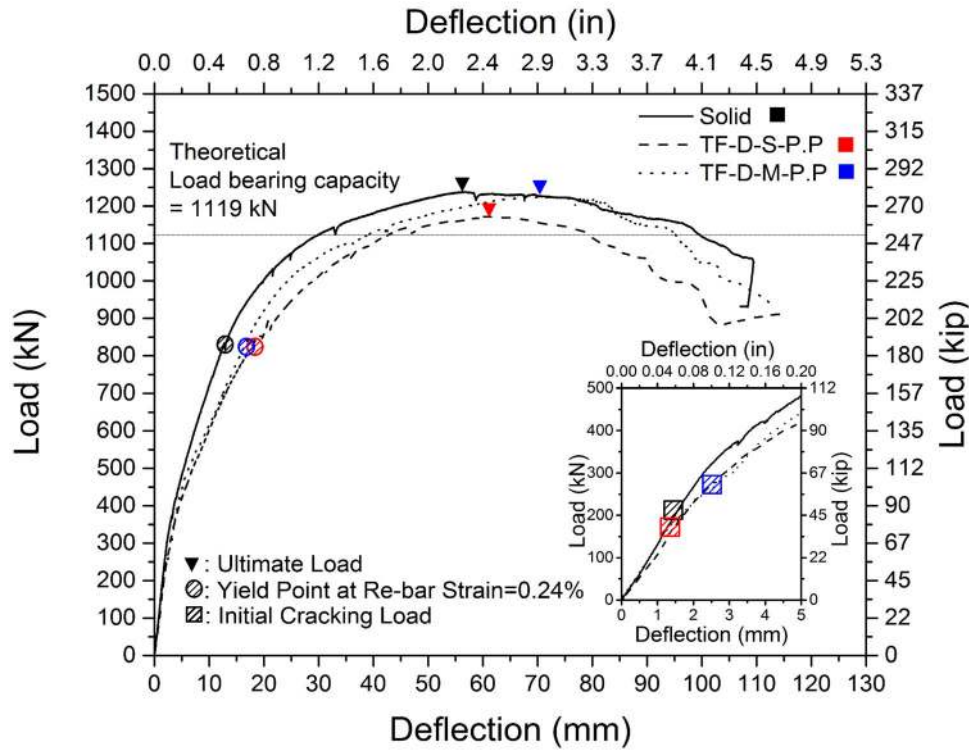 Deflection (in)
0.0 0.4 0.8 1.2 1.6 2.0 2.4 2.9 3.3 3.7 4.1 4.5 4.9 5.3
1500
1400
1300
1200
1100
1000
900
800
700
600
500
400
300
200
100
0
Load (kN)
337
315
292
270
247
225
202
180
157
135
112
90
67
45
22
0
Load (kip)
Solid
TF-D-S-P.P
TF-D-M-P.P
Theoretical
Load bearing capacity
= 1119 kN
Deflection (in)
0.00 0.04 0.08 0.12 0.16 0.20
500
400
300
200
100
0
Load (kN)
112
90
67
45
22
0
Load (kip)
0 1 2 3 4 5
Deflection (mm)
: Ultimate Load
: Yield Point at Re-bar Strain=0.24%
: Initial Cracking Load
0 10 20 30 40 50 60 70 80 90 100 110 120 130
Deflection (mm)